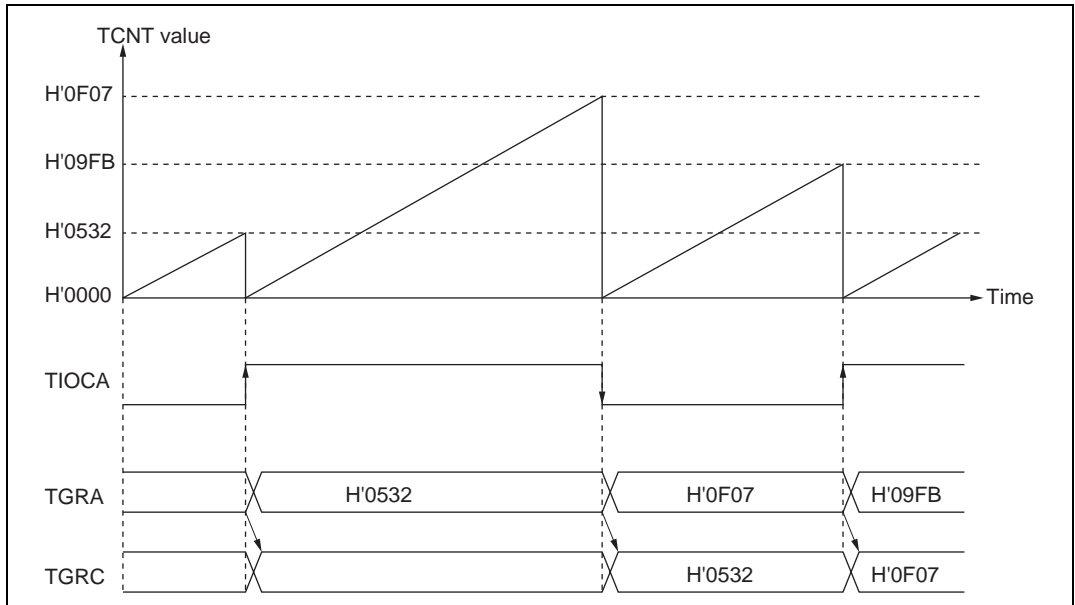 TCNT value
H'0F07
H'09FB
H'0532
H'0000
Time
TIOCA
TGRA
H'0532
H'0F07
H'09FB
TGRC
H'0532
H'0F07